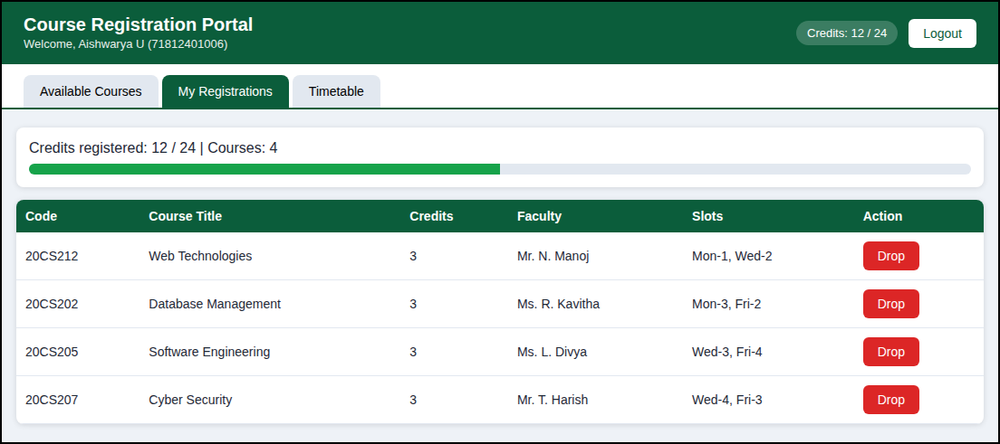 Course Registration Portal
Welcome, Aishwarya U (71812401006)
Credits: 12 / 24
Logout
Available Courses
My Registrations
Timetable
Credits registered: 12 / 24 | Courses: 4
Code Course Title Credits Faculty Slots Action
20CS212 Web Technologies 3 Mr. N. Manoj Mon-1, Wed-2 Drop
20CS202 Database Management 3 Ms. R. Kavitha Mon-3, Fri-2 Drop
20CS205 Software Engineering 3 Ms. L. Divya Wed-3, Fri-4 Drop
20CS207 Cyber Security 3 Mr. T. Harish Wed-4, Fri-3 Drop